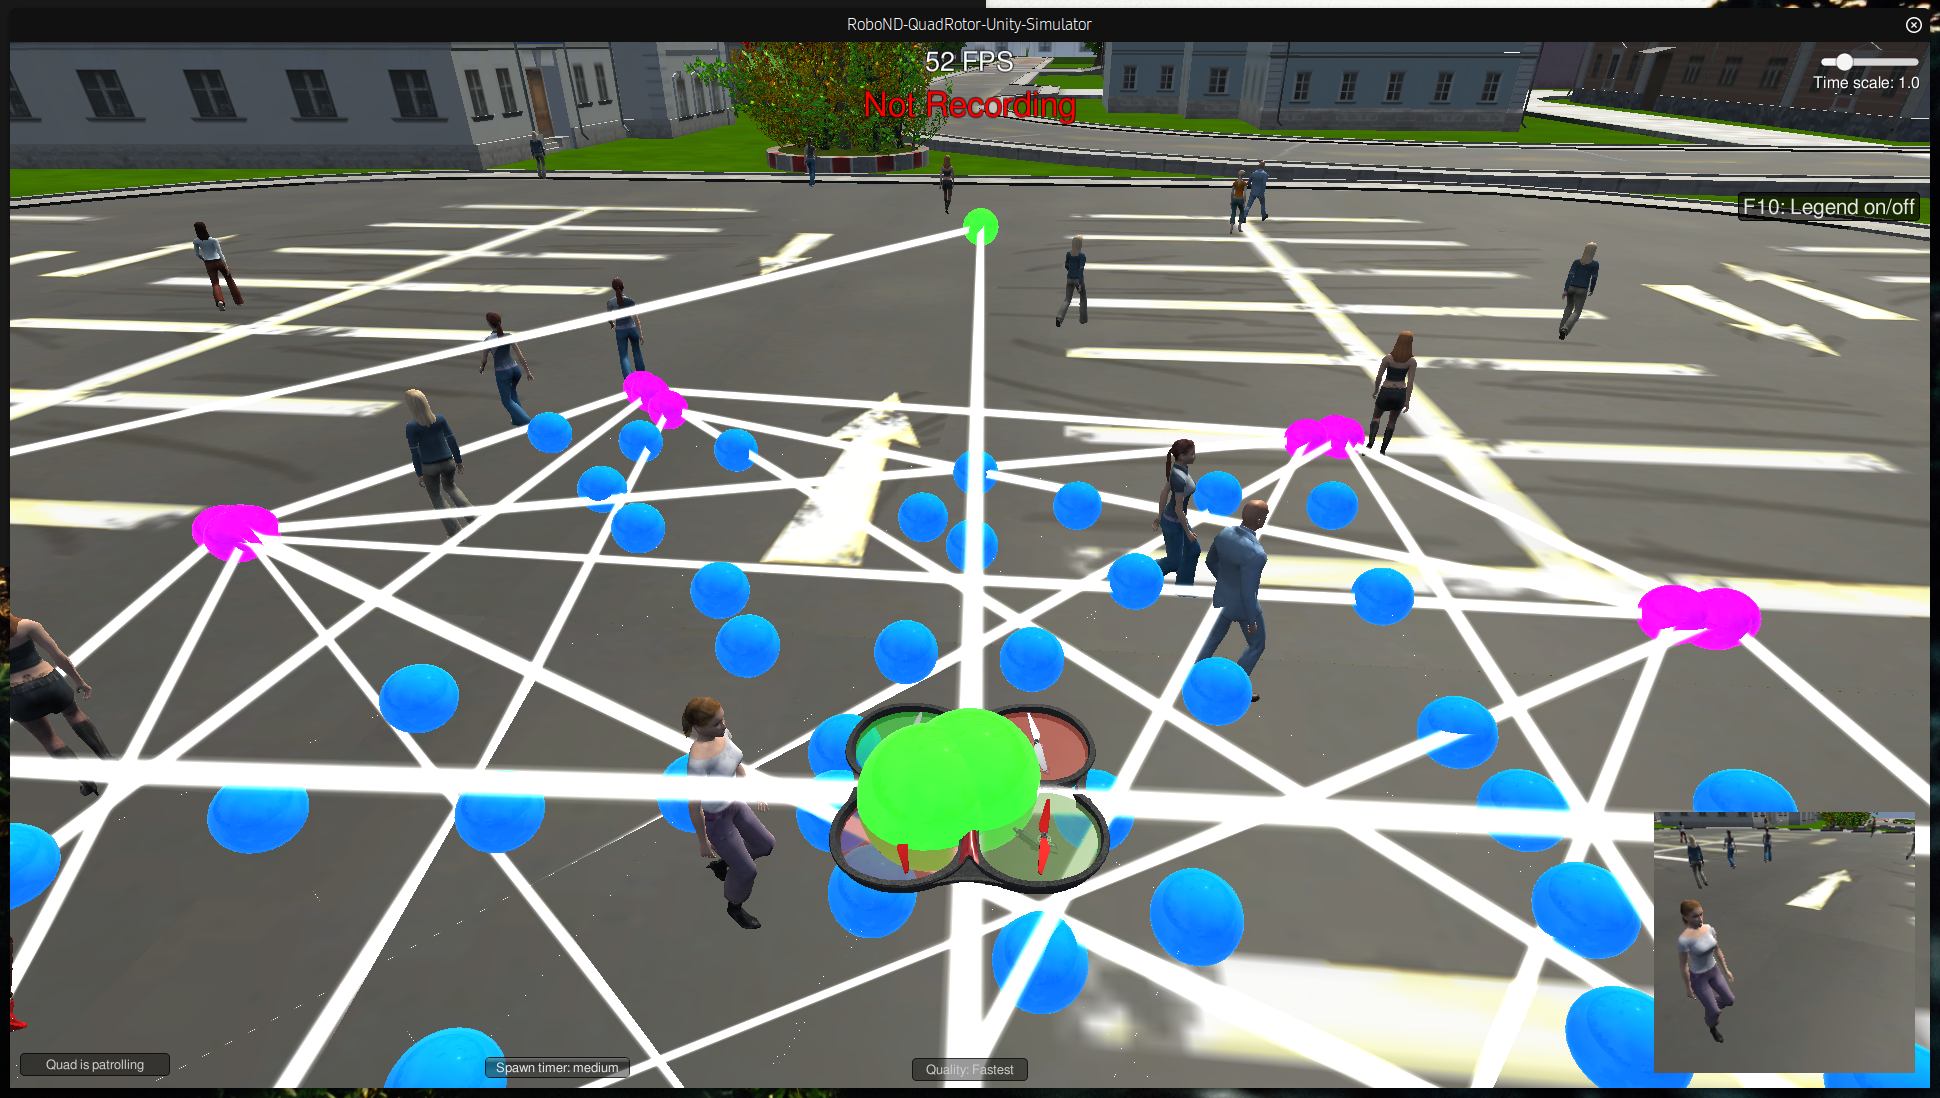 RoboND-QuadRotor-Unity-Simulator
52 FPS
Not Recording
Time scale: 1.0
F10: Legend on/off
Quad is patrolling
Spawn timer: medium
Quality: Fastest